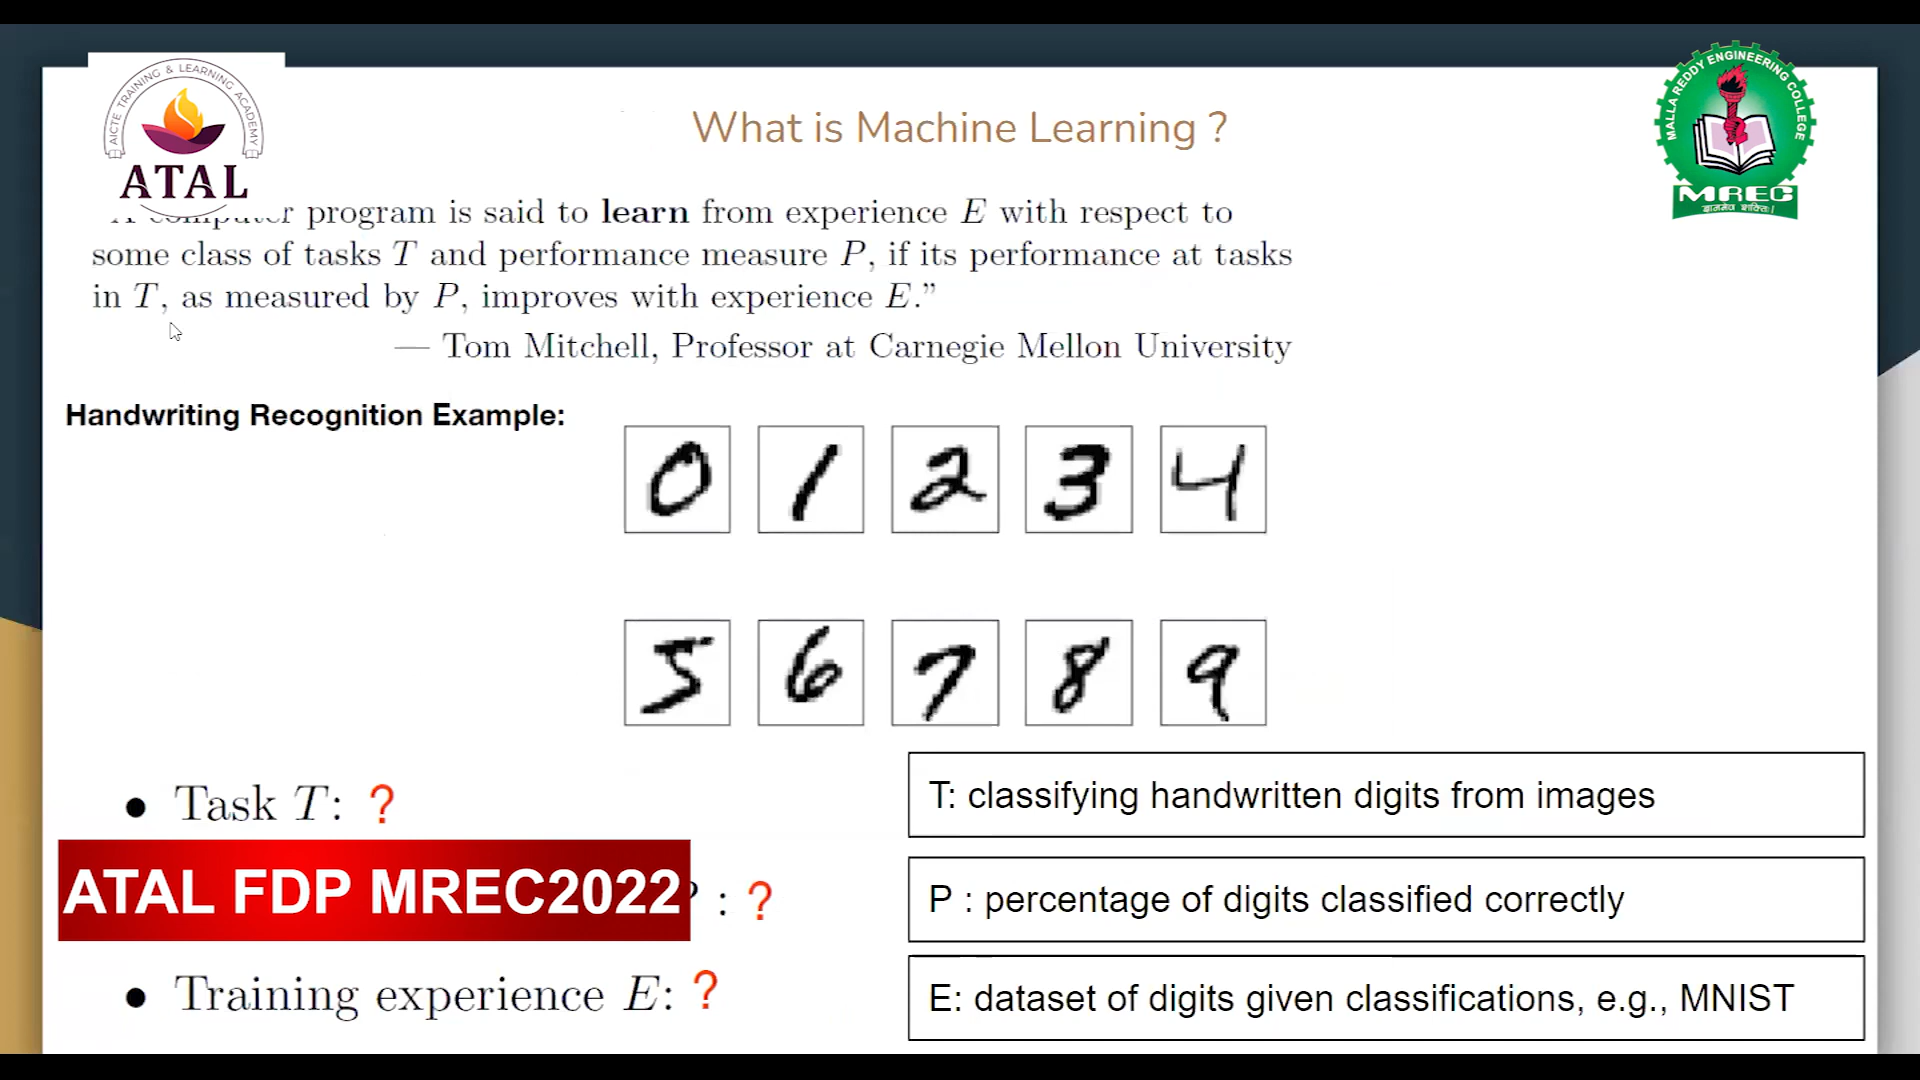 AICTE TRAINING & LEARNING ACADEMY
ATAL
What is Machine Learning ?
MALLA REDDY ENGINEERING COLLEGE
MREC
computer program is said to learn from experience E with respect to
some class of tasks T and performance measure P, if its performance at tasks
in T, as measured by P, improves with experience E.”
— Tom Mitchell, Professor at Carnegie Mellon University
Handwriting Recognition Example:
0 1 2 3 4
5 6 7 8 9
• Task T: ?
T: classifying handwritten digits from images
ATAL FDP MREC2022
: ?
P : percentage of digits classified correctly
• Training experience E: ?
E: dataset of digits given classifications, e.g., MNIST